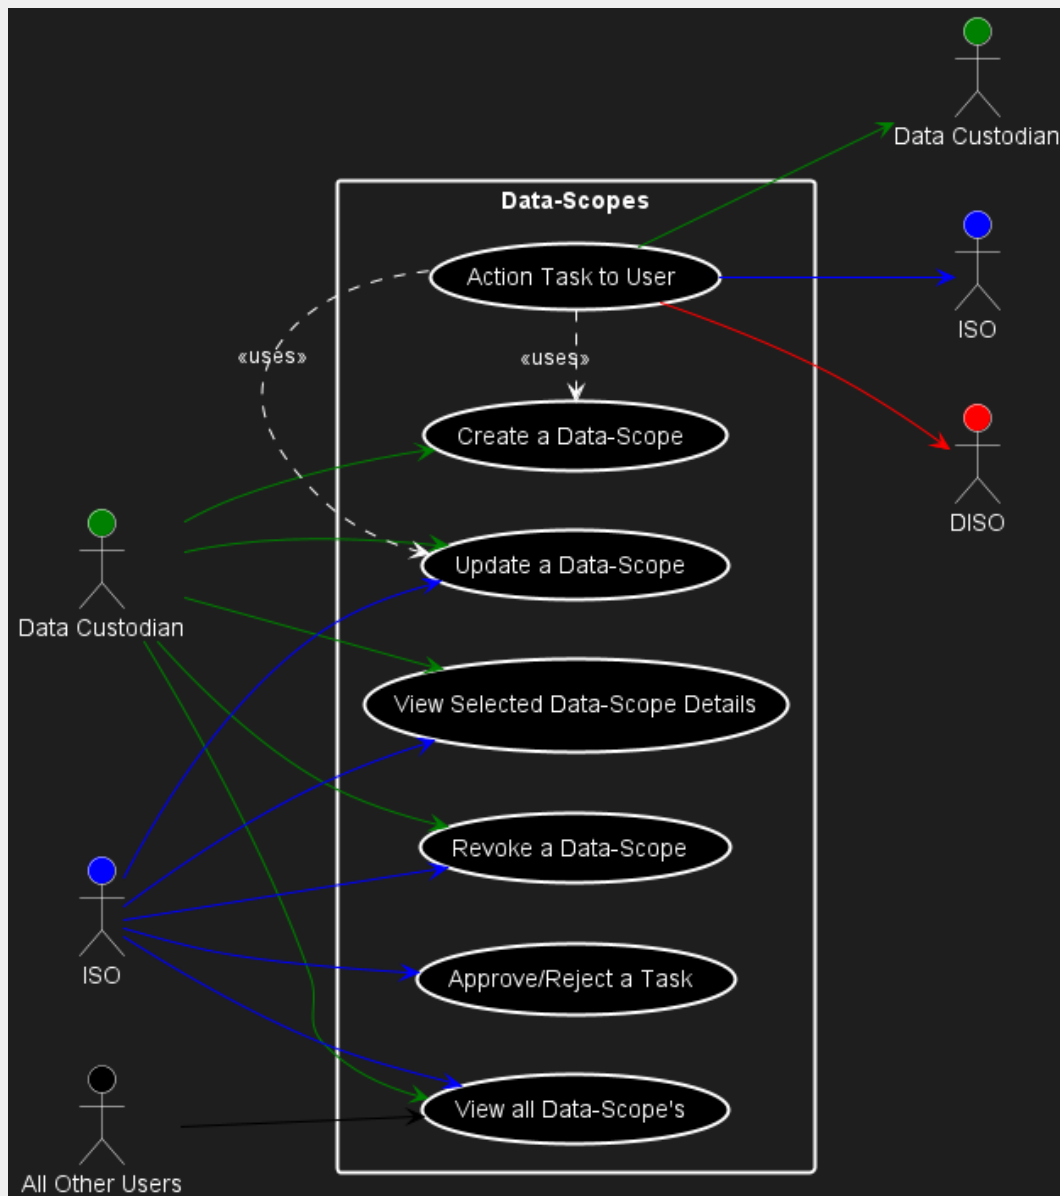 Data Custodian
Data-Scopes
Action Task to User
ISO
«uses»
«uses»
Create a Data-Scope
DISO
Update a Data-Scope
Data Custodian
View Selected Data-Scope Details
Revoke a Data-Scope
ISO
Approve/Reject a Task
View all Data-Scope's
All Other Users